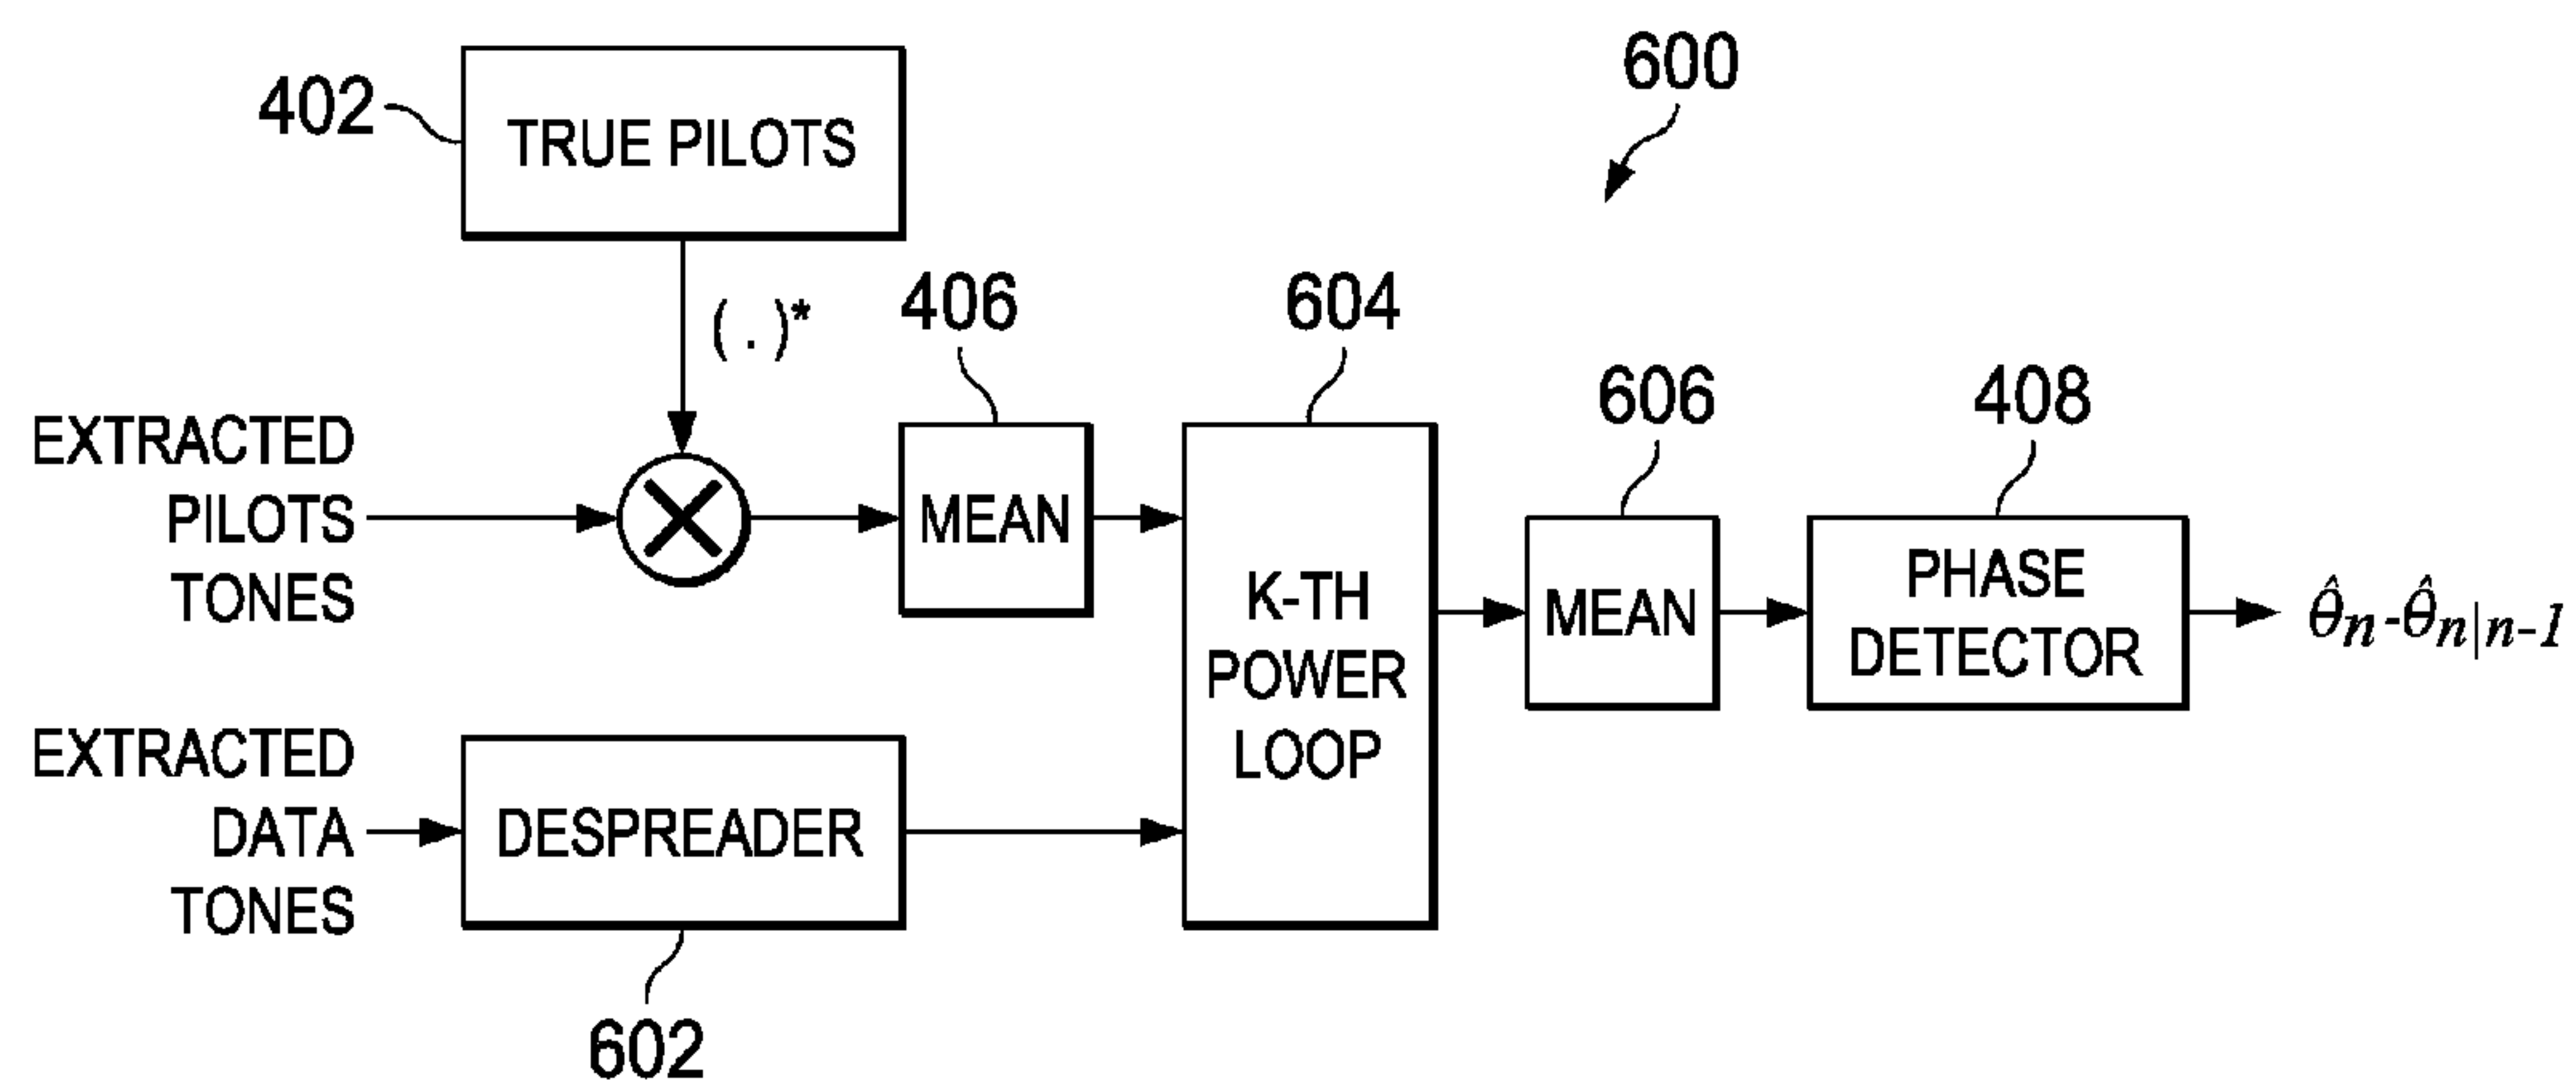 600
402
TRUE PILOTS
( . )*
406
604
606
408
EXTRACTED
PILOTS
TONES
MEAN
K-TH
POWER
LOOP
MEAN
PHASE
DETECTOR
θ̂n-θ̂n|n-1
EXTRACTED
DATA
TONES
DESPREADER
602